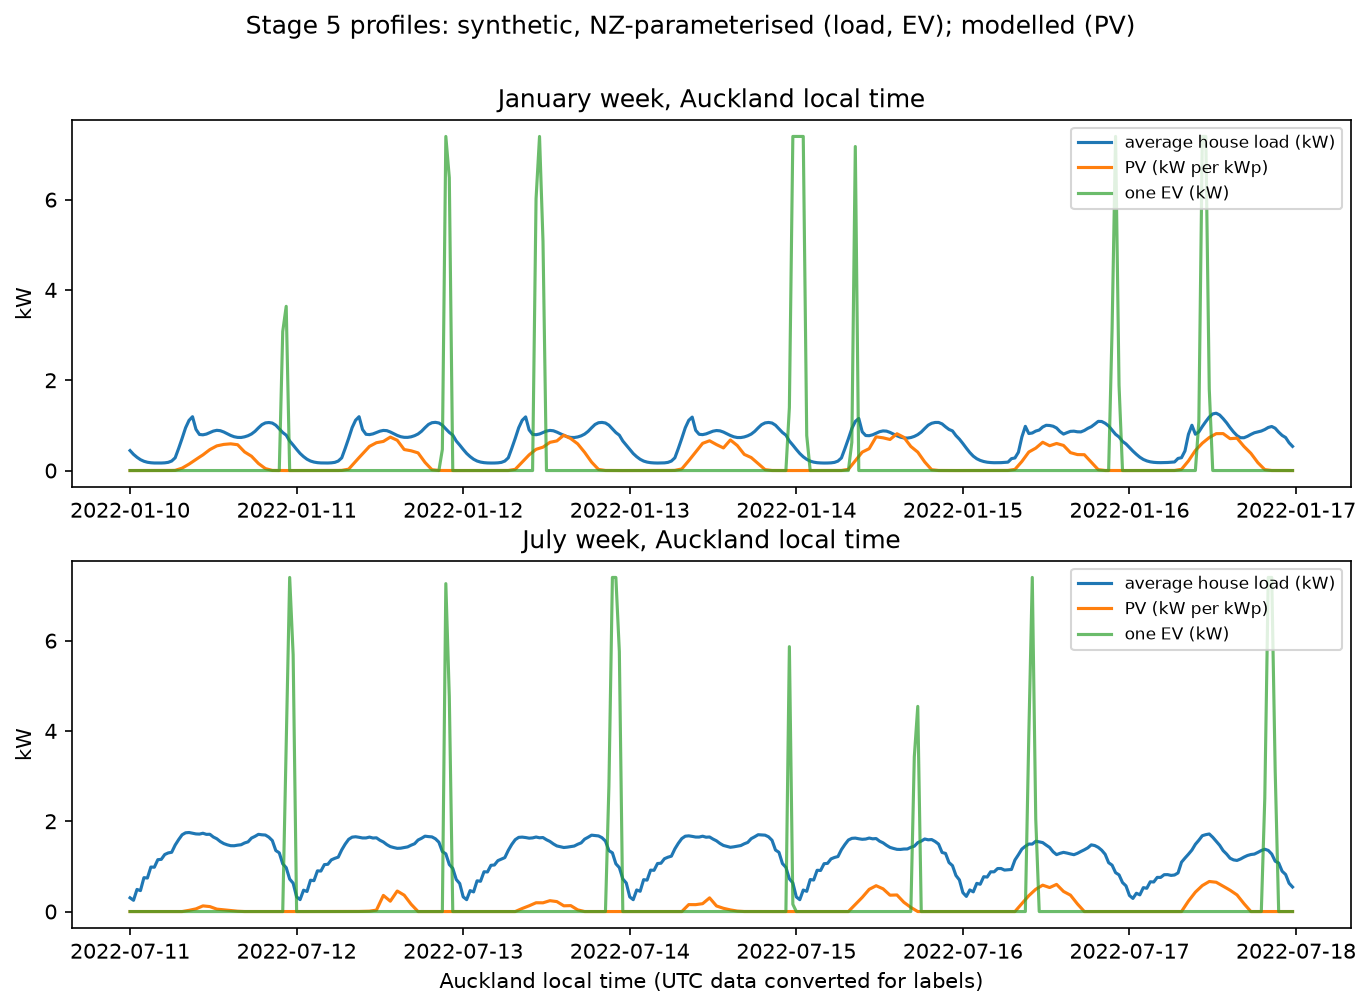 Stage 5 profiles: synthetic, NZ-parameterised (load, EV); modelled (PV)
January week, Auckland local time
average house load (kW)
PV (kW per kWp)
one EV (kW)
kW
6
4
2
0
2022-01-10 2022-01-11 2022-01-12 2022-01-13 2022-01-14 2022-01-15 2022-01-16 2022-01-17
July week, Auckland local time
average house load (kW)
PV (kW per kWp)
one EV (kW)
kW
6
4
2
0
2022-07-11 2022-07-12 2022-07-13 2022-07-14 2022-07-15 2022-07-16 2022-07-17 2022-07-18
Auckland local time (UTC data converted for labels)